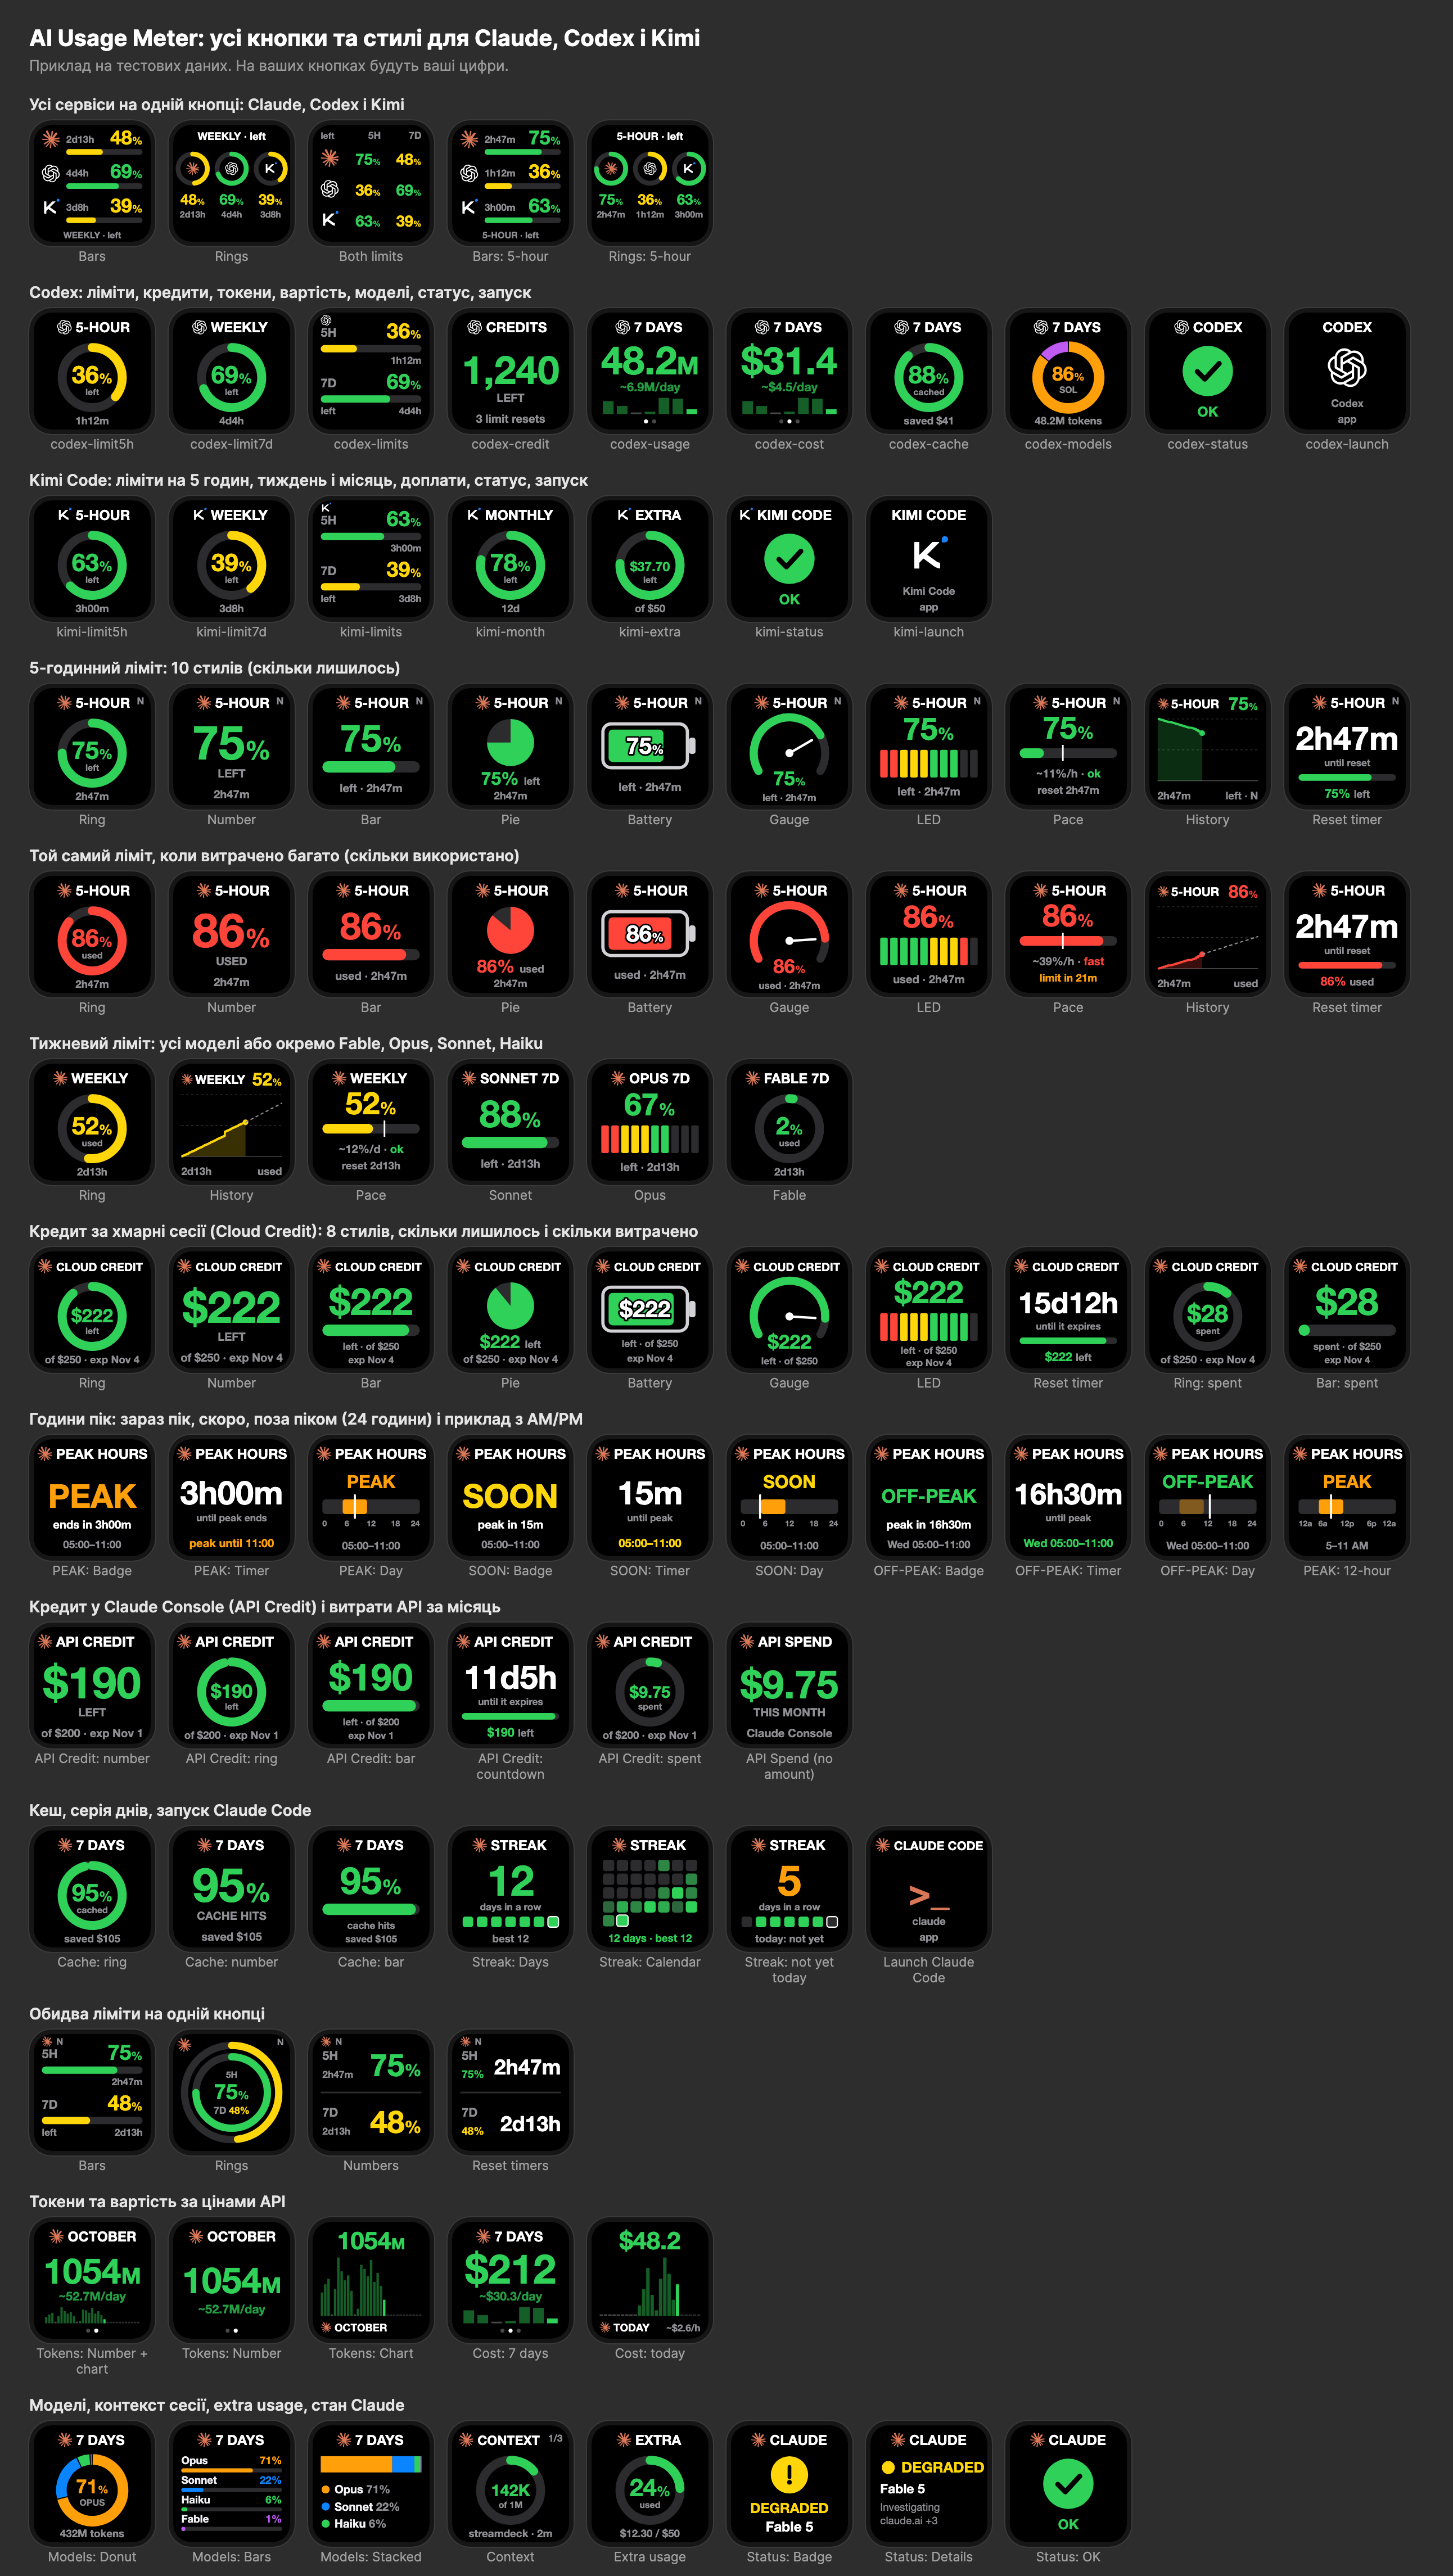 AI Usage Meter: усі кнопки та стилі для Claude, Codex і Kimi
Приклад на тестових даних. На ваших кнопках будуть ваші цифри.
Усі сервіси на одній кнопці: Claude, Codex і Kimi
2d13h 48%
4d4h 69%
3d8h 39%
WEEKLY · left
WEEKLY · left
48% 69% 39%
2d13h 4d4h 3d8h
left 5H 7D
75% 48%
36% 69%
63% 39%
2h47m 75%
1h12m 36%
3h00m 63%
5-HOUR · left
5-HOUR · left
75% 36% 63%
2h47m 1h12m 3h00m
Bars Rings Both limits Bars: 5-hour Rings: 5-hour
Codex: ліміти, кредити, токени, вартість, моделі, статус, запуск
5-HOUR
36%
left
1h12m
WEEKLY
69%
left
4d4h
5H 36%
1h12m
7D 69%
left 4d4h
CREDITS
1,240
LEFT
3 limit resets
7 DAYS
48.2M
~6.9M/day
7 DAYS
$31.4
~$4.5/day
7 DAYS
88%
cached
saved $41
7 DAYS
86%
SOL
48.2M tokens
CODEX
OK
CODEX
Codex
app
codex-limit5h codex-limit7d codex-limits codex-credit codex-usage codex-cost codex-cache codex-models codex-status codex-launch
Kimi Code: ліміти на 5 годин, тиждень і місяць, доплати, статус, запуск
5-HOUR
63%
left
3h00m
WEEKLY
39%
left
3d8h
5H 63%
3h00m
7D 39%
left 3d8h
MONTHLY
78%
left
12d
EXTRA
$37.70
left
of $50
KIMI CODE
OK
KIMI CODE
Kimi Code
app
kimi-limit5h kimi-limit7d kimi-limits kimi-month kimi-extra kimi-status kimi-launch
5-годинний ліміт: 10 стилів (скільки лишилось)
5-HOUR N
75%
left
2h47m
5-HOUR N
75%
LEFT
2h47m
5-HOUR N
75%
left · 2h47m
5-HOUR N
75% left
2h47m
5-HOUR N
75%
left · 2h47m
5-HOUR N
75%
left · 2h47m
5-HOUR N
75%
left · 2h47m
5-HOUR N
75%
~11%/h · ok
reset 2h47m
5-HOUR 75%
2h47m left · N
5-HOUR N
2h47m
until reset
75% left
Ring Number Bar Pie Battery Gauge LED Pace History Reset timer
Той самий ліміт, коли витрачено багато (скільки використано)
5-HOUR
86%
used
2h47m
5-HOUR
86%
USED
2h47m
5-HOUR
86%
used · 2h47m
5-HOUR
86% used
2h47m
5-HOUR
86%
used · 2h47m
5-HOUR
86%
used · 2h47m
5-HOUR
86%
used · 2h47m
5-HOUR
86%
~39%/h · fast
limit in 21m
5-HOUR 86%
2h47m used
5-HOUR
2h47m
until reset
86% used
Ring Number Bar Pie Battery Gauge LED Pace History Reset timer
Тижневий ліміт: усі моделі або окремо Fable, Opus, Sonnet, Haiku
WEEKLY
52%
used
2d13h
WEEKLY 52%
2d13h used
WEEKLY
52%
~12%/d · ok
reset 2d13h
SONNET 7D
88%
left · 2d13h
OPUS 7D
67%
left · 2d13h
FABLE 7D
2%
used
2d13h
Ring History Pace Sonnet Opus Fable
Кредит за хмарні сесії (Cloud Credit): 8 стилів, скільки лишилось і скільки витрачено
CLOUD CREDIT
$222
left
of $250 · exp Nov 4
CLOUD CREDIT
$222
LEFT
of $250 · exp Nov 4
CLOUD CREDIT
$222
left · of $250
exp Nov 4
CLOUD CREDIT
$222 left
of $250 · exp Nov 4
CLOUD CREDIT
$222
left · of $250
exp Nov 4
CLOUD CREDIT
$222
left · of $250
CLOUD CREDIT
$222
left · of $250
exp Nov 4
CLOUD CREDIT
15d12h
until it expires
$222 left
CLOUD CREDIT
$28
spent
of $250 · exp Nov 4
CLOUD CREDIT
$28
spent · of $250
exp Nov 4
Ring Number Bar Pie Battery Gauge LED Reset timer Ring: spent Bar: spent
Години пік: зараз пік, скоро, поза піком (24 години) і приклад з AM/PM
PEAK HOURS
PEAK
ends in 3h00m
05:00–11:00
PEAK HOURS
3h00m
until peak ends
peak until 11:00
PEAK HOURS
PEAK
0 6 12 18 24
05:00–11:00
PEAK HOURS
SOON
peak in 15m
05:00–11:00
PEAK HOURS
15m
until peak
05:00–11:00
PEAK HOURS
SOON
0 6 12 18 24
05:00–11:00
PEAK HOURS
OFF-PEAK
peak in 16h30m
Wed 05:00–11:00
PEAK HOURS
16h30m
until peak
Wed 05:00–11:00
PEAK HOURS
OFF-PEAK
0 6 12 18 24
Wed 05:00–11:00
PEAK HOURS
PEAK
12a 6a 12p 6p 12a
5–11 AM
PEAK: Badge PEAK: Timer PEAK: Day SOON: Badge SOON: Timer SOON: Day OFF-PEAK: Badge OFF-PEAK: Timer OFF-PEAK: Day PEAK: 12-hour
Кредит у Claude Console (API Credit) і витрати API за місяць
API CREDIT
$190
LEFT
of $200 · exp Nov 1
API CREDIT
$190
left
of $200 · exp Nov 1
API CREDIT
$190
left · of $200
exp Nov 1
API CREDIT
11d5h
until it expires
$190 left
API CREDIT
$9.75
spent
of $200 · exp Nov 1
API SPEND
$9.75
THIS MONTH
Claude Console
API Credit: number API Credit: ring API Credit: bar API Credit: countdown API Credit: spent API Spend (no amount)
Кеш, серія днів, запуск Claude Code
7 DAYS
95%
cached
saved $105
7 DAYS
95%
CACHE HITS
saved $105
7 DAYS
95%
cache hits
saved $105
STREAK
12
days in a row
best 12
STREAK
12 days · best 12
STREAK
5
days in a row
today: not yet
CLAUDE CODE
>_
claude
app
Cache: ring Cache: number Cache: bar Streak: Days Streak: Calendar Streak: not yet today Launch Claude Code
Обидва ліміти на одній кнопці
N
5H 75%
2h47m
7D 48%
left 2d13h
N
5H
75%
7D 48%
N
5H
2h47m 75%
7D
2d13h 48%
N
5H
75% 2h47m
7D
48% 2d13h
Bars Rings Numbers Reset timers
Токени та вартість за цінами API
OCTOBER
1054M
~52.7M/day
OCTOBER
1054M
~52.7M/day
1054M
OCTOBER
7 DAYS
$212
~$30.3/day
$48.2
TODAY ~$2.6/h
Tokens: Number + chart Tokens: Number Tokens: Chart Cost: 7 days Cost: today
Моделі, контекст сесії, extra usage, стан Claude
7 DAYS
71%
OPUS
432M tokens
7 DAYS
Opus 71%
Sonnet 22%
Haiku 6%
Fable 1%
7 DAYS
Opus 71%
Sonnet 22%
Haiku 6%
CONTEXT 1/3
142K
of 1M
streamdeck · 2m
EXTRA
24%
used
$12.30 / $50
CLAUDE
!
DEGRADED
Fable 5
CLAUDE
DEGRADED
Fable 5
Investigating
claude.ai +3
CLAUDE
OK
Models: Donut Models: Bars Models: Stacked Context Extra usage Status: Badge Status: Details Status: OK